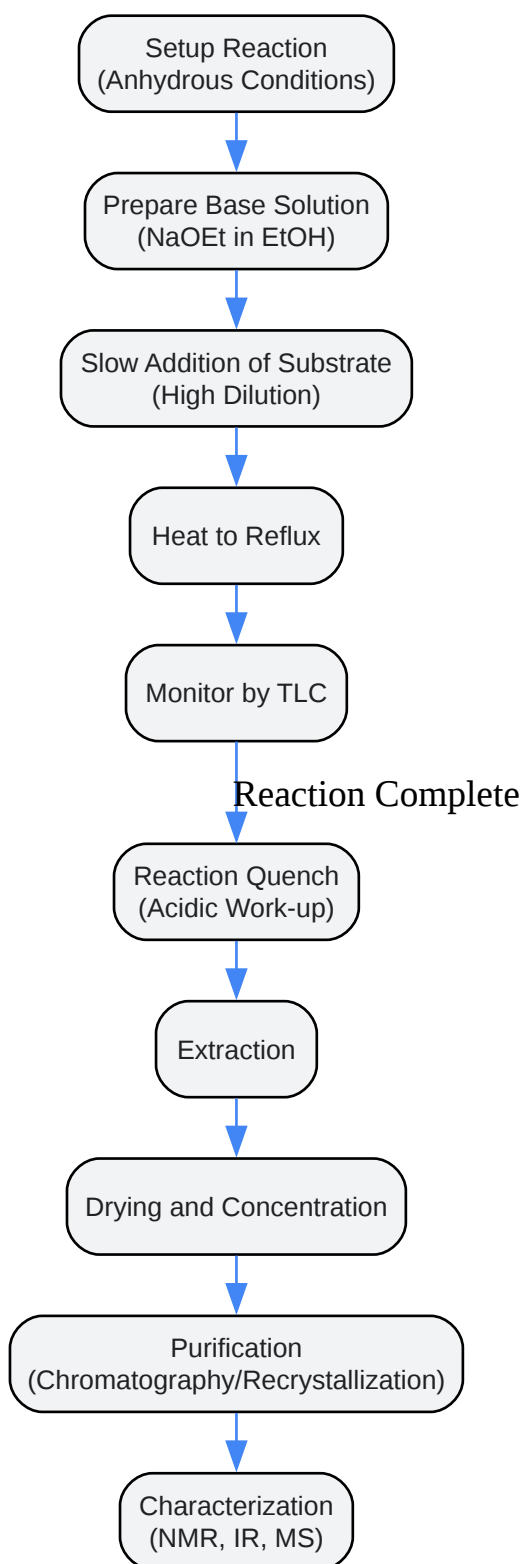 Setup Reaction
(Anhydrous Conditions)
Prepare Base Solution
(NaOEt in EtOH)
Slow Addition of Substrate
(High Dilution)
Heat to Reflux
Monitor by TLC
Reaction Complete
Reaction Quench
(Acidic Work-up)
Extraction
Drying and Concentration
Purification
(Chromatography/Recrystallization)
Characterization
(NMR, IR, MS)